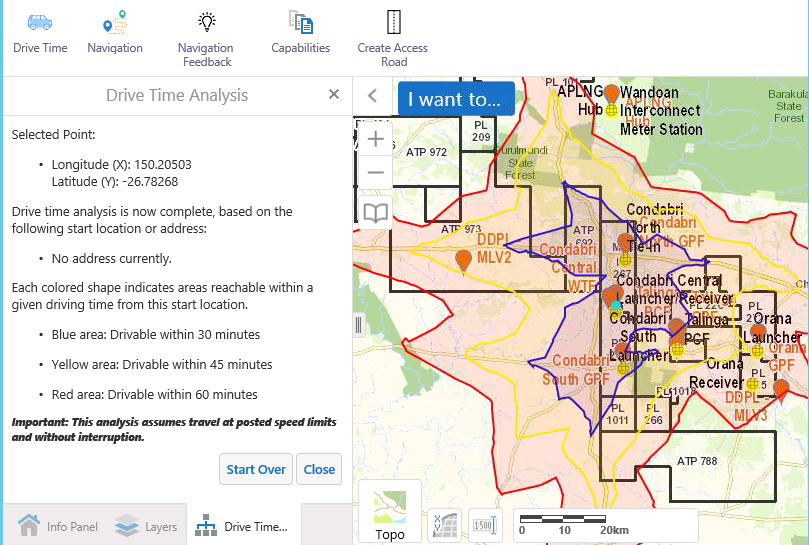 Drive Time
Navigation
Navigation
Feedback
Capabilities
Create Access
Road
Drive Time Analysis
Selected Point:
• Longitude (X): 150.20503
Latitude (Y): -26.78268
Drive time analysis is now complete, based on the
following start location or address:
• No address currently.
Each colored shape indicates areas reachable within a
given driving time from this start location.
• Blue area: Drivable within 30 minutes
• Yellow area: Drivable within 45 minutes
• Red area: Drivable within 60 minutes
Important: This analysis assumes travel at posted speed limits
and without interruption.
Start Over
Close
Info Panel
Layers
Drive Time...
I want to...
PL 101
APLNG
Hub
Wandoan
Interconnect
Meter Station
APLNG
Hub
Barakula
State
Forest
PL
209
ATP 972
Gurulmundi
State
Forest
ATP 973
DDPL
MLV2
ATP
692
Condabri
North
Tie-In
Condabri
North GPF
Condabri
Central
WTF
267
Condabri Central
Launcher/Receiver
Condabri
South
Launcher
Condabri
South GPF
Talinga
PCF
PL
Orana
Launcher
Orana
GPF
Orana
Receiver
PL
DDPL
MLV3
PL
1011
PL
266
PL 1018
ATP 788
Topo
1:500
0 10 20km